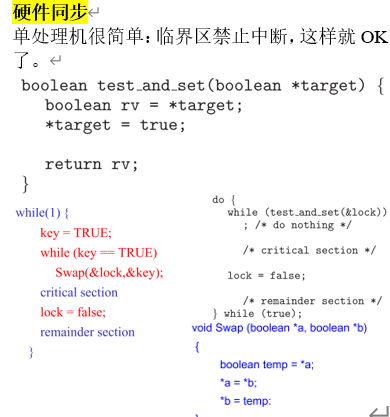 硬件同步
单处理机很简单：临界区禁止中断，这样就 OK
了。
boolean test_and_set(boolean *target) {
boolean rv = *target;
*target = true;
return rv;
}
while(1) {
key = TRUE;
while (key == TRUE)
Swap(&lock,&key);
critical section
lock = false;
remainder section
}
do {
while (test_and_set(&lock))
; /* do nothing */
/* critical section */
lock = false;
/* remainder section */
} while (true);
void Swap (boolean *a, boolean *b)
{
boolean temp = *a;
*a = *b;
*b = temp: